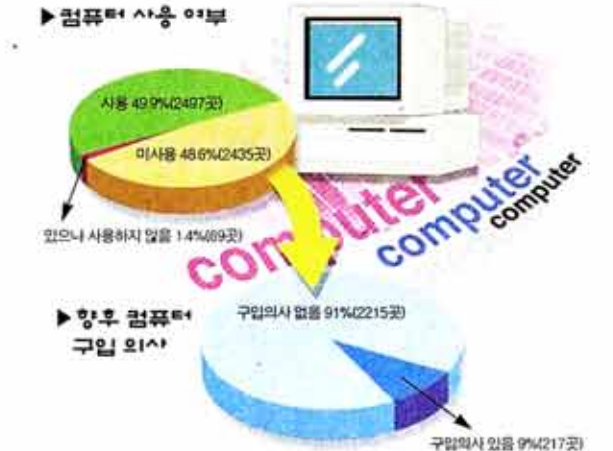 ▶컴퓨터 사용 여부
사용 49.9%(2497곳)
미사용 48.6%(2435곳)
있으나 사용하지 않음 1.4%(69곳)
computer
computer
computer
▶향후 컴퓨터
구입 의사
구입의사 없음 91%(2215곳)
구입의사 있음 9%(217곳)